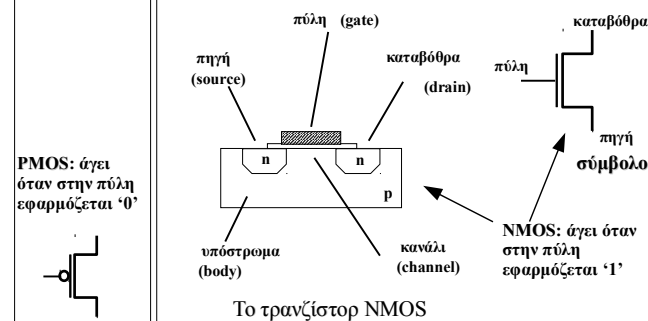 πύλη (gate)
πηγή
(source)
καταβόθρα
(drain)
καταβόθρα
πύλη
πηγή
σύμβολο
n
n
p
PMOS: άγει
όταν στην πύλη
εφαρμόζεται ‘0’
υπόστρωμα
(body)
κανάλι
(channel)
NMOS: άγει όταν
στην πύλη
εφαρμόζεται ‘1’
Το τρανζίστορ NMOS